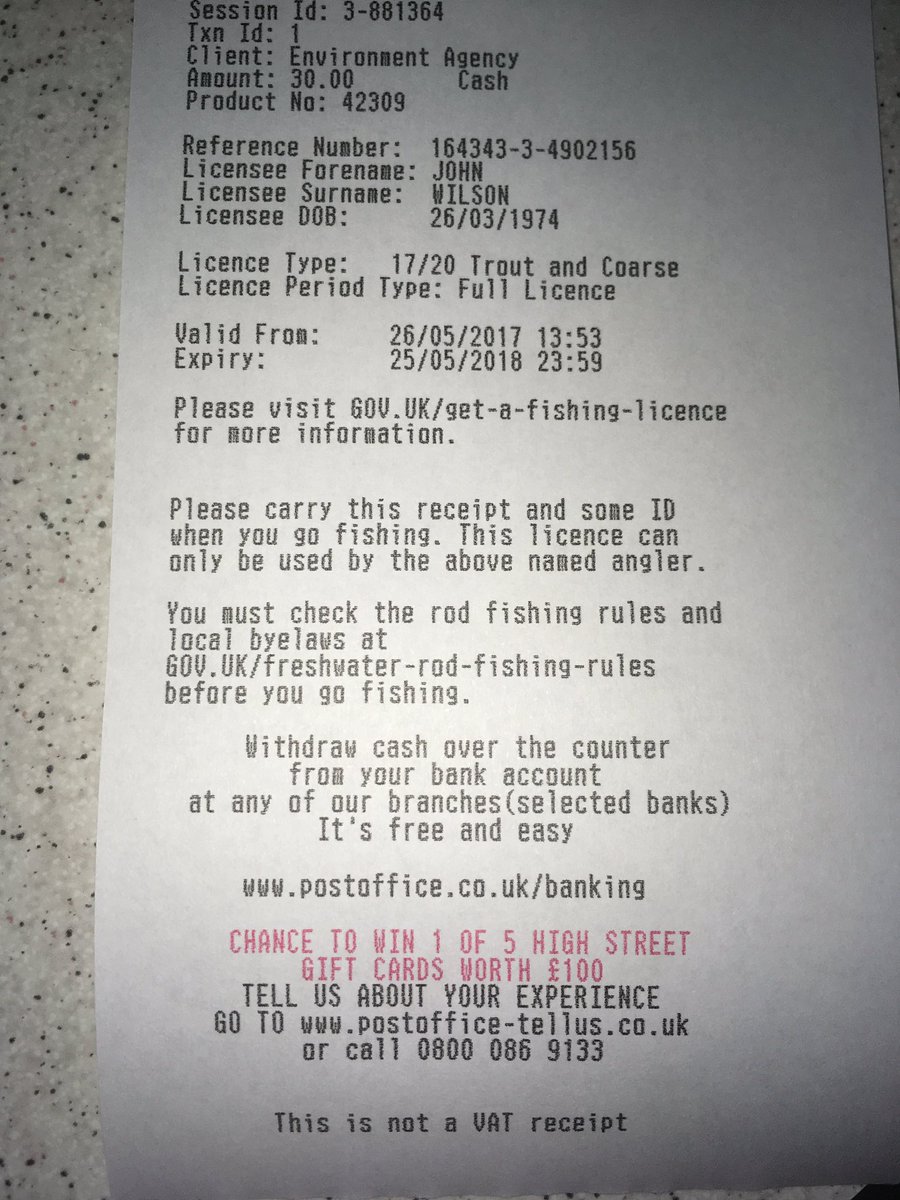 Session Id: 3-881364
Txn Id: 1
Client: Environment Agency
Amount: 30.00 Cash
Product No: 42309
Reference Number: 164343-3-4902156
Licensee Forename: JOHN
Licensee Surname: WILSON
Licensee DOB: 26/03/1974
Licence Type: 17/20 Trout and Coarse
Licence Period Type: Full Licence
Valid From: 26/05/2017 13:53
Expiry: 25/05/2018 23:59
Please visit GOV.UK/get-a-fishing-licence
for more information.
Please carry this receipt and some ID
when you go fishing. This licence can
only be used by the above named angler.
You must check the rod fishing rules and
local byelaws at
GOV.UK/freshwater-rod-fishing-rules
before you go fishing.
Withdraw cash over the counter
from your bank account
at any of our branches(selected banks)
It's free and easy
www.postoffice.co.uk/banking
CHANCE TO WIN 1 OF 5 HIGH STREET
GIFT CARDS WORTH £100
TELL US ABOUT YOUR EXPERIENCE
GO TO www.postoffice-tellus.co.uk
or call 0800 086 9133
This is not a VAT receipt